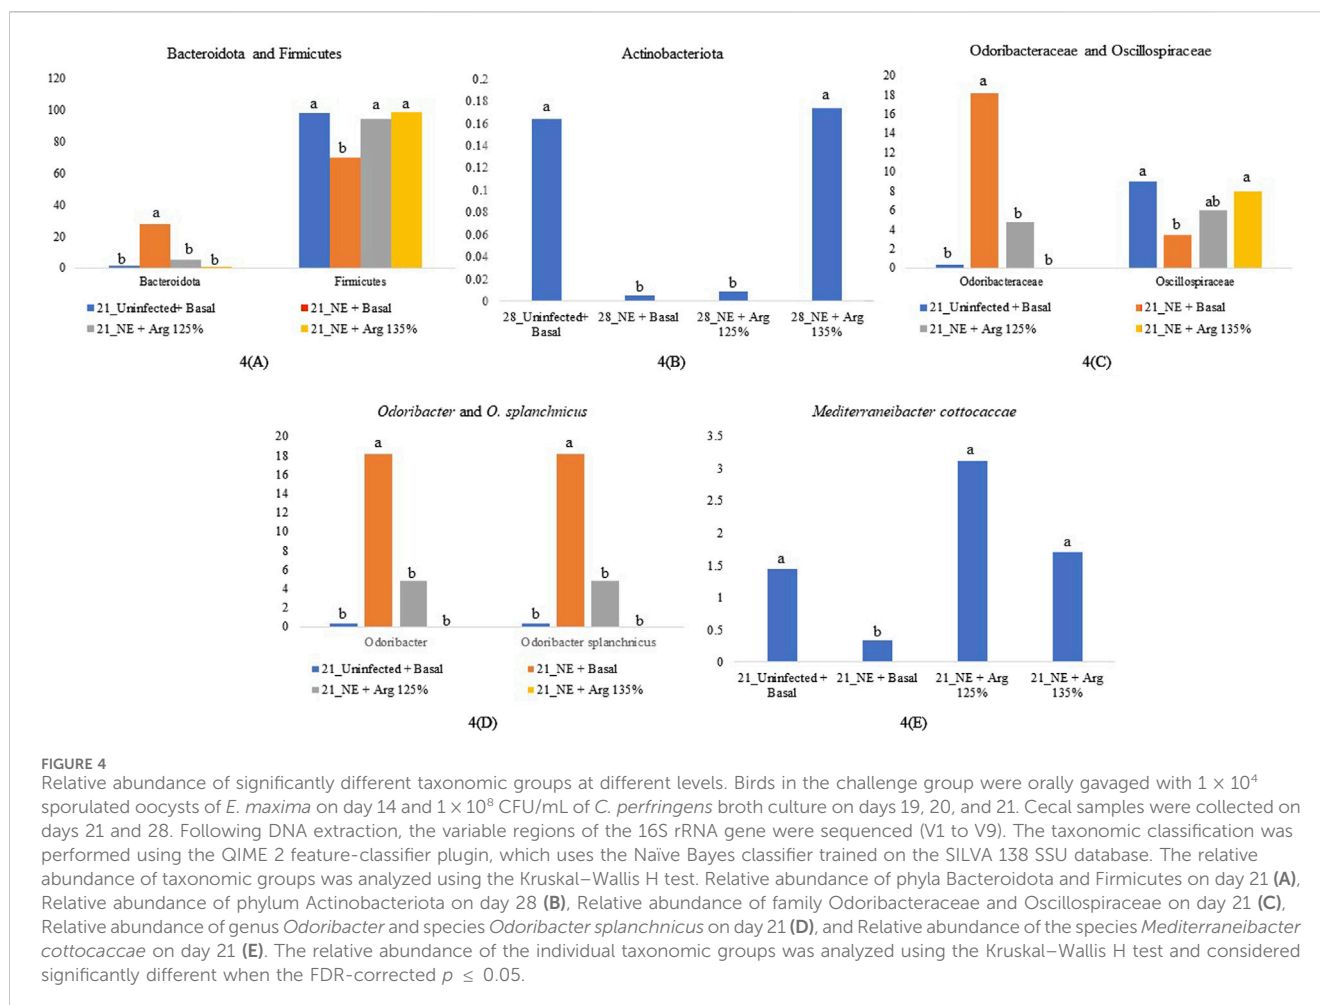 Bacteroidota and Firmicutes
120
100
80
60
40
20
0
b
a
b
b
a
b
a
a
Bacteroidota
Firmicutes
21_Uninfected+ Basal
21_NE + Basal
21_NE + Arg 125%
21_NE + Arg 135%
4(A)
Actinobacteriota
0.2
0.18
0.16
0.14
0.12
0.1
0.08
0.06
0.04
0.02
0
a
b
b
a
28_Uninfected+ Basal
28_NE + Basal
28_NE + Arg 125%
28_NE + Arg 135%
4(B)
Odoribacteraceae and Oscillospiraceae
20
18
16
14
12
10
8
6
4
2
0
b
a
b
b
a
b
ab
a
Odoribacteraceae
Oscillospiraceae
21_Uninfected+ Basal
21_NE + Basal
21_NE + Arg 125%
21_NE + Arg 135%
4(C)
Odoribacter and O. splanchnicus
20
18
16
14
12
10
8
6
4
2
0
b
a
b
b
b
a
b
b
Odoribacter
Odoribacter splanchnicus
21_Uninfected + Basal
21_NE + Basal
21_NE + Arg 125%
21_NE + Arg 135%
4(D)
Mediterraneibacter cottocaccae
3.5
3
2.5
2
1.5
1
0.5
0
a
b
a
a
21_Uninfected + Basal
21_NE + Basal
21_NE + Arg 125%
21_NE + Arg 135%
4(E)
FIGURE 4
Relative abundance of significantly different taxonomic groups at different levels. Birds in the challenge group were orally gavaged with 1 × 10⁴
sporulated oocysts of E. maxima on day 14 and 1 × 10⁸ CFU/mL of C. perfringens broth culture on days 19, 20, and 21. Cecal samples were collected on
days 21 and 28. Following DNA extraction, the variable regions of the 16S rRNA gene were sequenced (V1 to V9). The taxonomic classification was
performed using the QIME 2 feature-classifier plugin, which uses the Naïve Bayes classifier trained on the SILVA 138 SSU database. The relative
abundance of taxonomic groups was analyzed using the Kruskal–Wallis H test. Relative abundance of phyla Bacteroidota and Firmicutes on day 21 (A),
Relative abundance of phylum Actinobacteriota on day 28 (B), Relative abundance of family Odoribacteraceae and Oscillospiraceae on day 21 (C),
Relative abundance of genus Odoribacter and species Odoribacter splanchnicus on day 21 (D), and Relative abundance of the species Mediterraneibacter
cottocaccae on day 21 (E). The relative abundance of the individual taxonomic groups was analyzed using the Kruskal–Wallis H test and considered
significantly different when the FDR-corrected p ≤ 0.05.